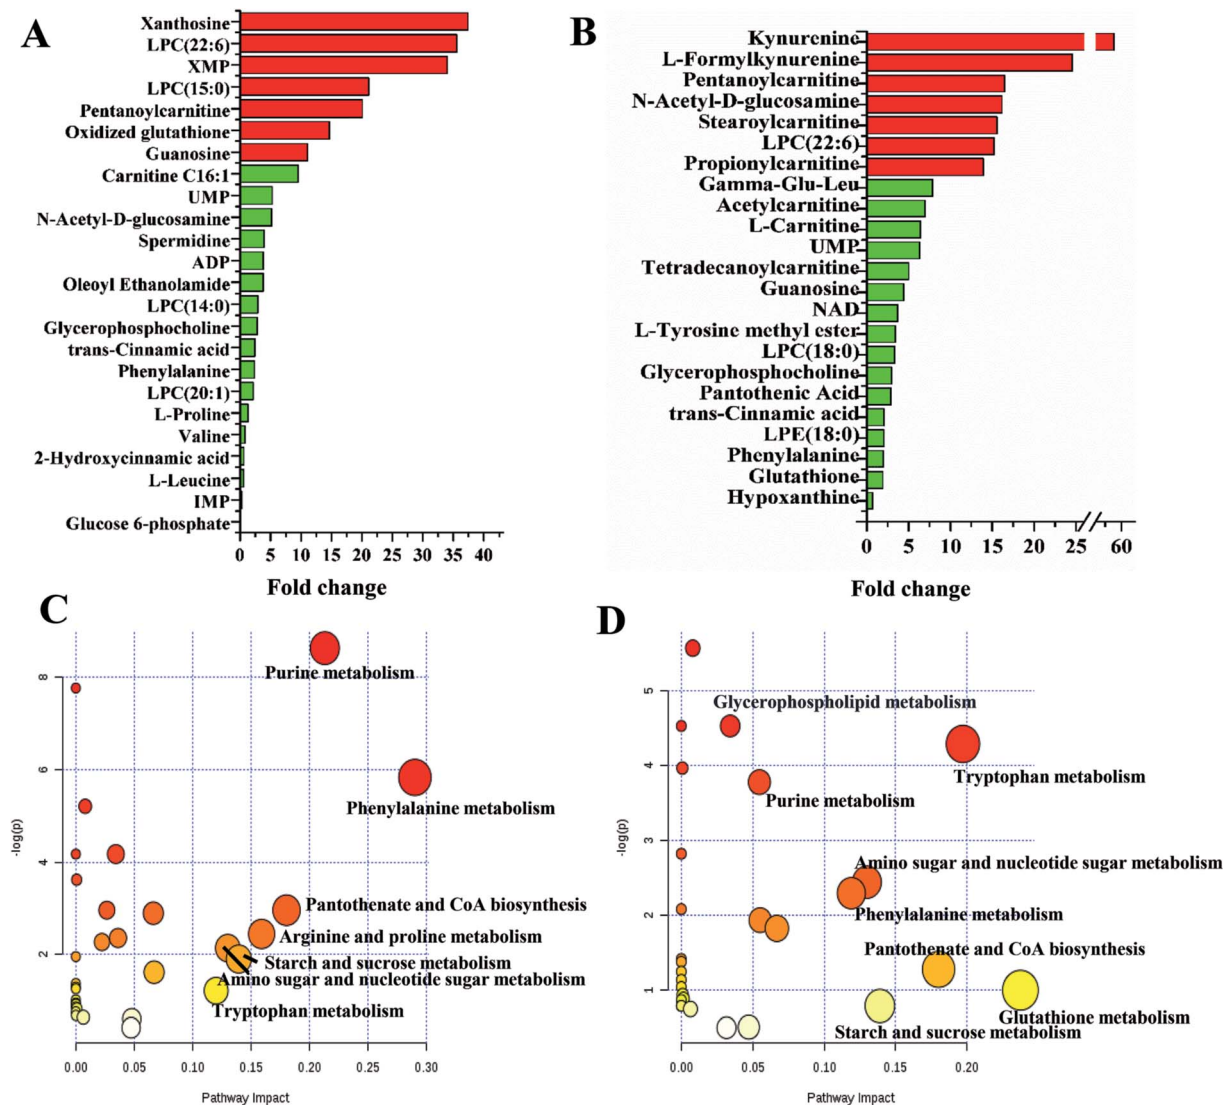 A
Xanthosine
LPC(22:6)
XMP
LPC(15:0)
Pentanoylcarnitine
Oxidized glutathione
Guanosine
Carnitine C16:1
UMP
N-Acetyl-D-glucosamine
Spermidine
ADP
Oleoyl Ethanolamide
LPC(14:0)
Glycerophosphocholine
trans-Cinnamic acid
Phenylalanine
LPC(20:1)
L-Proline
Valine
2-Hydroxycinnamic acid
L-Leucine
IMP
Glucose 6-phosphate
0 5 10 15 20 25 30 35 40
Fold change
B
Kynurenine
L-Formylkynurenine
Pentanoylcarnitine
N-Acetyl-D-glucosamine
Stearoylcarnitine
LPC(22:6)
Propionylcarnitine
Gamma-Glu-Leu
Acetylcarnitine
L-Carnitine
UMP
Tetradecanoylcarnitine
Guanosine
NAD
L-Tyrosine methyl ester
LPC(18:0)
Glycerophosphocholine
Pantothenic Acid
trans-Cinnamic acid
LPE(18:0)
Phenylalanine
Glutathione
Hypoxanthine
0 5 10 15 20 25 60
Fold change
C
8
6
4
2
-log(p)
Purine metabolism
Phenylalanine metabolism
Pantothenate and CoA biosynthesis
Arginine and proline metabolism
Starch and sucrose metabolism
Amino sugar and nucleotide sugar metabolism
Tryptophan metabolism
0.00 0.05 0.10 0.15 0.20 0.25 0.30
Pathway Impact
D
5
4
3
2
1
-log(p)
Glycerophospholipid metabolism
Tryptophan metabolism
Purine metabolism
Amino sugar and nucleotide sugar metabolism
Phenylalanine metabolism
Pantothenate and CoA biosynthesis
Glutathione metabolism
Starch and sucrose metabolism
0.00 0.05 0.10 0.15 0.20
Pathway Impact